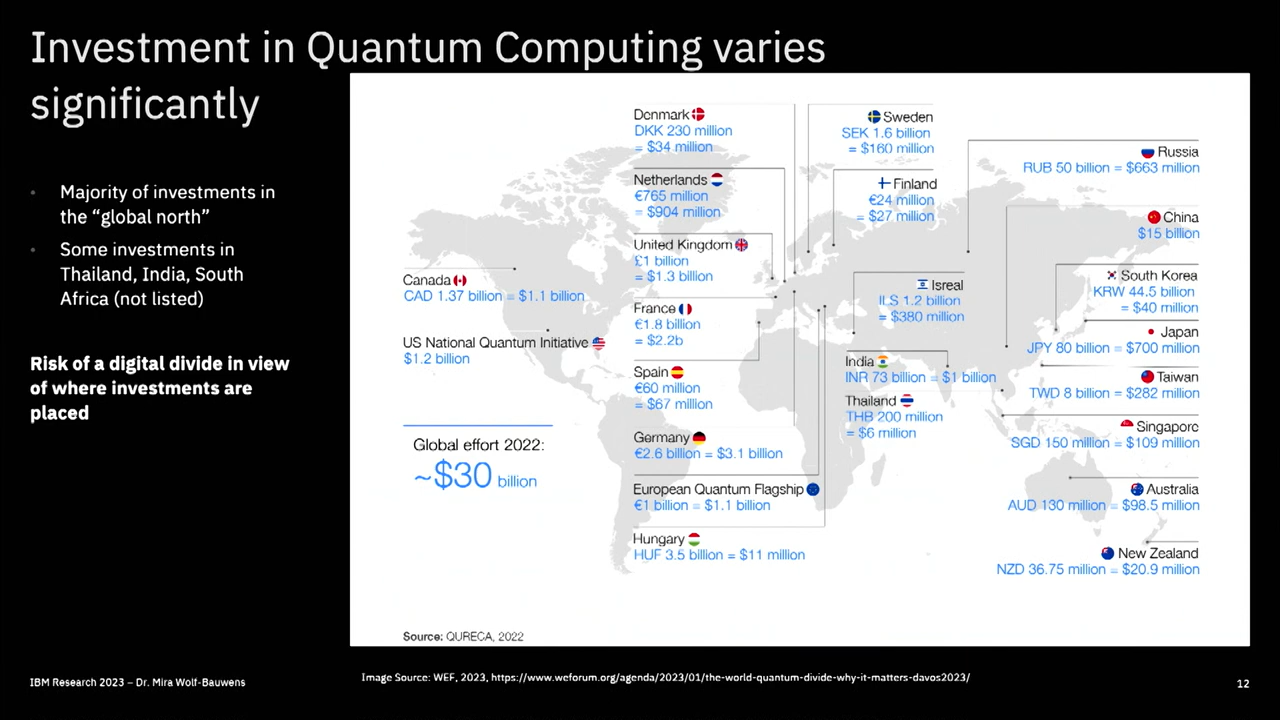 Investment in Quantum Computing varies
significantly
• Majority of investments in
the “global north”
• Some investments in
Thailand, India, South
Africa (not listed)
Risk of a digital divide in view
of where investments are
placed
Canada
CAD 1.37 billion = $1.1 billion
US National Quantum Initiative
$1.2 billion
Global effort 2022:
~$30 billion
Denmark
DKK 230 million
= $34 million
Netherlands
€765 million
= $904 million
United Kingdom
£1 billion
= $1.3 billion
France
€1.8 billion
= $2.2b
Spain
€60 million
= $67 million
Germany
€2.6 billion = $3.1 billion
European Quantum Flagship
€1 billion = $1.1 billion
Hungary
HUF 3.5 billion = $11 million
Sweden
SEK 1.6 billion
= $160 million
Finland
€24 million
= $27 million
Isreal
ILS 1.2 billion
= $380 million
India
INR 73 billion = $1 billion
Thailand
THB 200 million
= $6 million
Russia
RUB 50 billion = $663 million
China
$15 billion
South Korea
KRW 44.5 billion
= $40 million
Japan
JPY 80 billion = $700 million
Taiwan
TWD 8 billion = $282 million
Singapore
SGD 150 million = $109 million
Australia
AUD 130 million = $98.5 million
New Zealand
NZD 36.75 million = $20.9 million
Source: QURECA, 2022
IBM Research 2023 – Dr. Mira Wolf-Bauwens
Image Source: WEF, 2023, https://www.weforum.org/agenda/2023/01/the-world-quantum-divide-why-it-matters-davos2023/
12